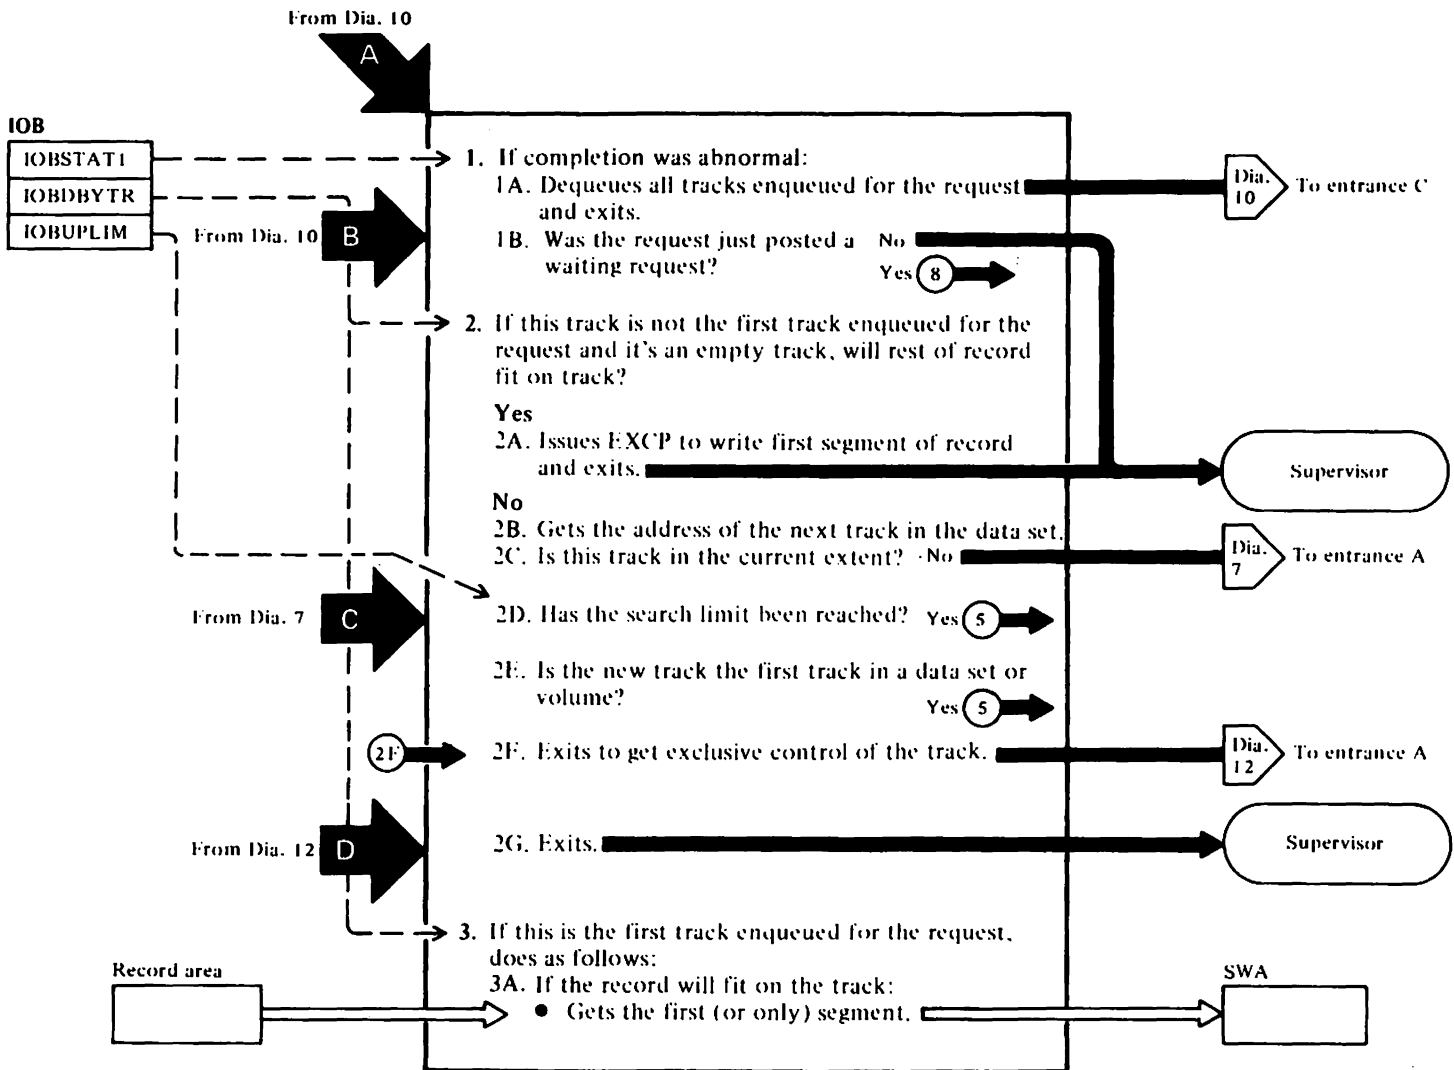 From Dia. 10
A
IOB
IOBSTAT1
IOBDBYTR
IOBUPLIM
1. If completion was abnormal:
1A. Dequeues all tracks enqueued for the request
and exits.
Dia.
10
To entrance C
From Dia. 10
B
1B. Was the request just posted a
waiting request?
No
Yes 8
2. If this track is not the first track enqueued for the
request and it's an empty track, will rest of record
fit on track?
Yes
2A. Issues EXCP to write first segment of record
and exits.
Supervisor
No
2B. Gets the address of the next track in the data set.
2C. Is this track in the current extent? No
Dia.
7
To entrance A
From Dia. 7
C
2D. Has the search limit been reached? Yes 5
2E. Is the new track the first track in a data set or
volume?
Yes 5
2F
2F. Exits to get exclusive control of the track.
Dia.
12
To entrance A
From Dia. 12
D
2G. Exits.
Supervisor
3. If this is the first track enqueued for the request,
does as follows:
3A. If the record will fit on the track:
• Gets the first (or only) segment.
Record area
SWA